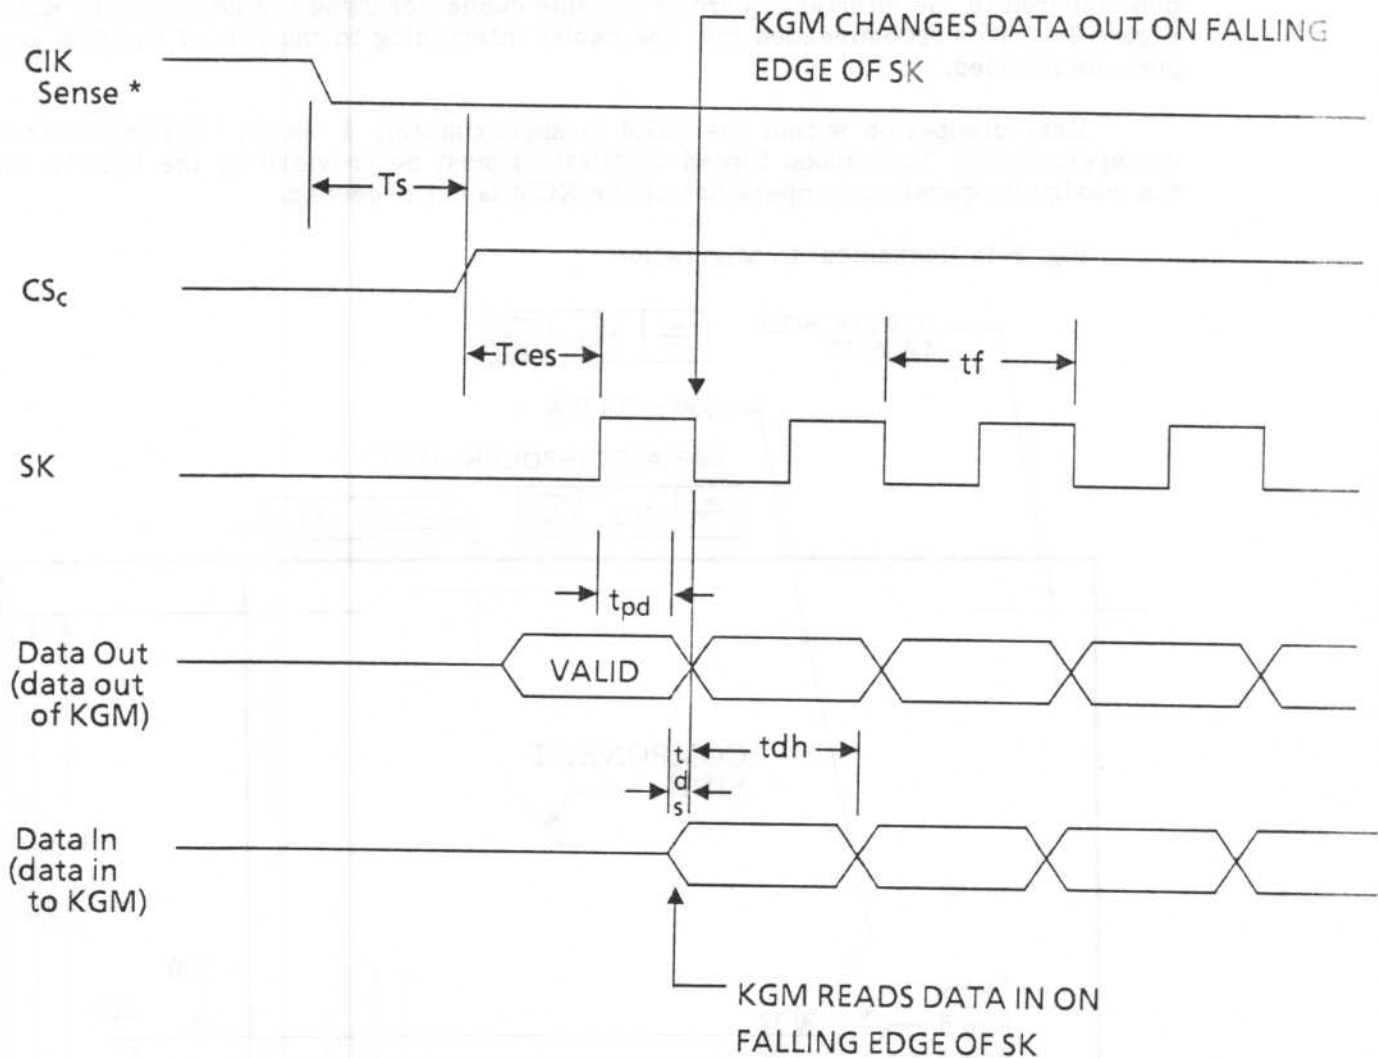 KGM CHANGES DATA OUT ON FALLING
EDGE OF SK
CIK
Sense *
Ts
CSc
Tces
tf
SK
tpd
Data Out
(data out
of KGM)
VALID
tds
tdh
Data In
(data in
to KGM)
KGM READS DATA IN ON
FALLING EDGE OF SK